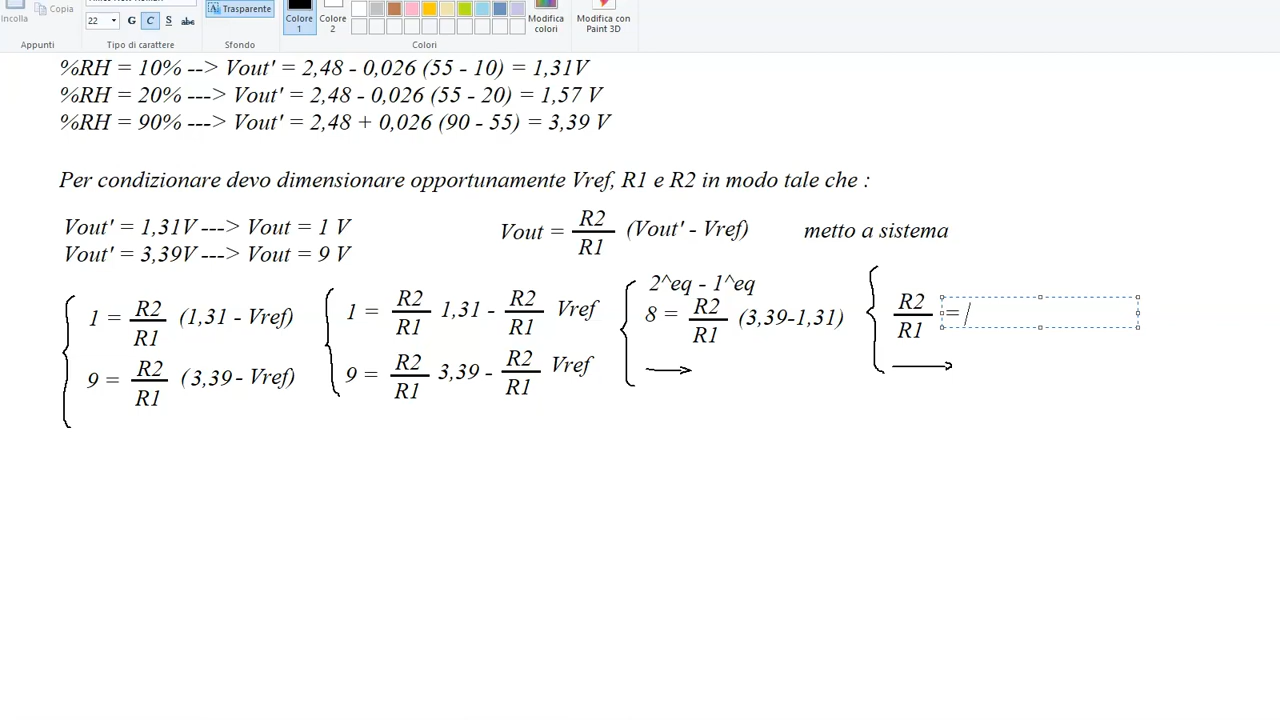 Copia
Trasparente
22 G C S abc
Colore 1
Colore 2
Modifica colori
Modifica con Paint 3D
Appunti
Tipo di carattere
Sfondo
Colori
%RH = 10% --> Vout' = 2,48 - 0,026 (55 - 10) = 1,31V
%RH = 20% ---> Vout' = 2,48 - 0,026 (55 - 20) = 1,57 V
%RH = 90% ---> Vout' = 2,48 + 0,026 (90 - 55) = 3,39 V
Per condizionare devo dimensionare opportunamente Vref, R1 e R2 in modo tale che :
Vout' = 1,31V ---> Vout = 1 V
Vout' = 3,39V ---> Vout = 9 V
Vout = R2/R1 (Vout' - Vref)
metto a sistema
1 = R2/R1 (1,31 - Vref)
9 = R2/R1 (3,39 - Vref)
1 = R2/R1 1,31 - R2/R1 Vref
9 = R2/R1 3,39 - R2/R1 Vref
2^eq - 1^eq
8 = R2/R1 (3,39-1,31)
R2/R1 =